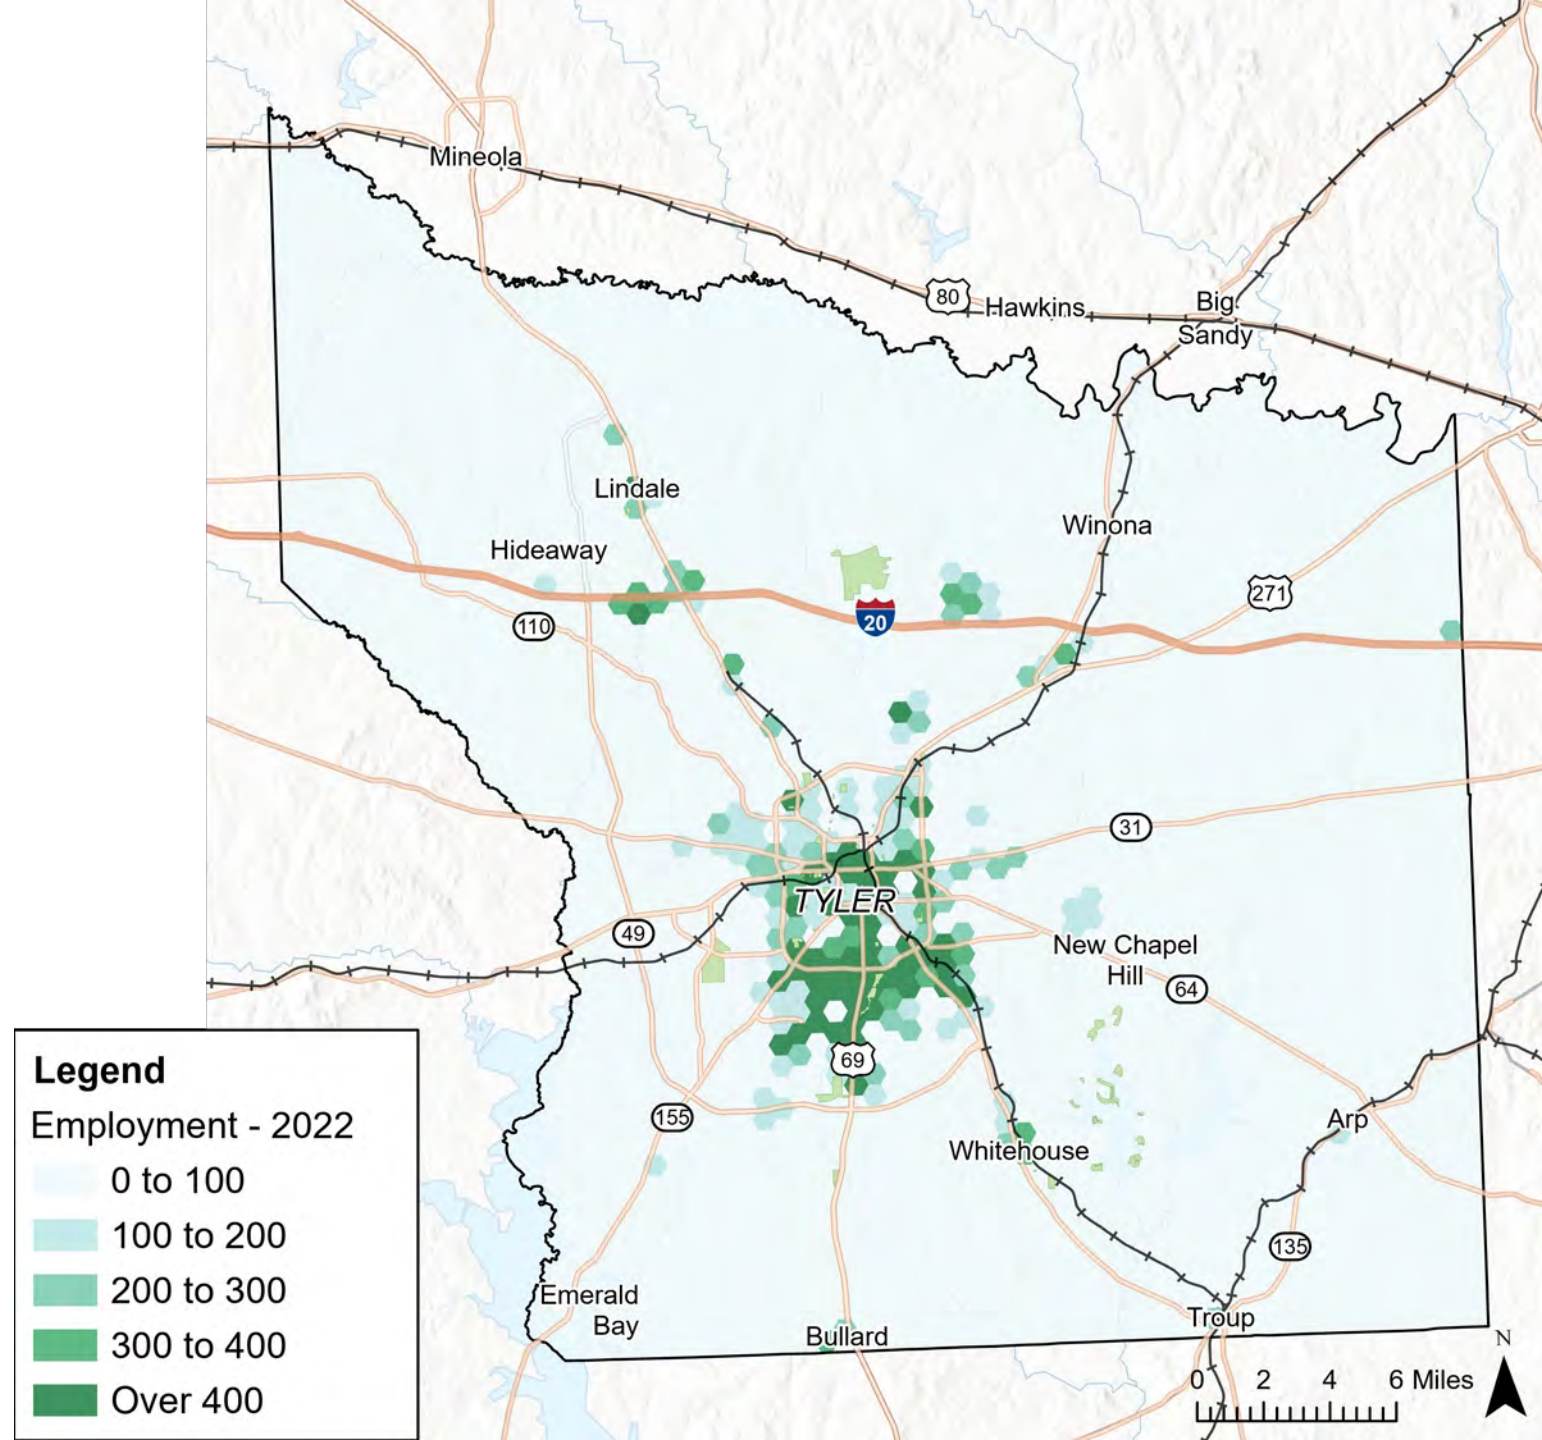 Mineola
80
Hawkins
Big
Sandy
Lindale
Winona
Hideaway
271
20
110
31
TYLER
49
New Chapel
Hill
64
69
155
Arp
Whitehouse
135
Emerald
Bay
Troup
Bullard
N
0 2 4 6 Miles
Legend
Employment - 2022
0 to 100
100 to 200
200 to 300
300 to 400
Over 400